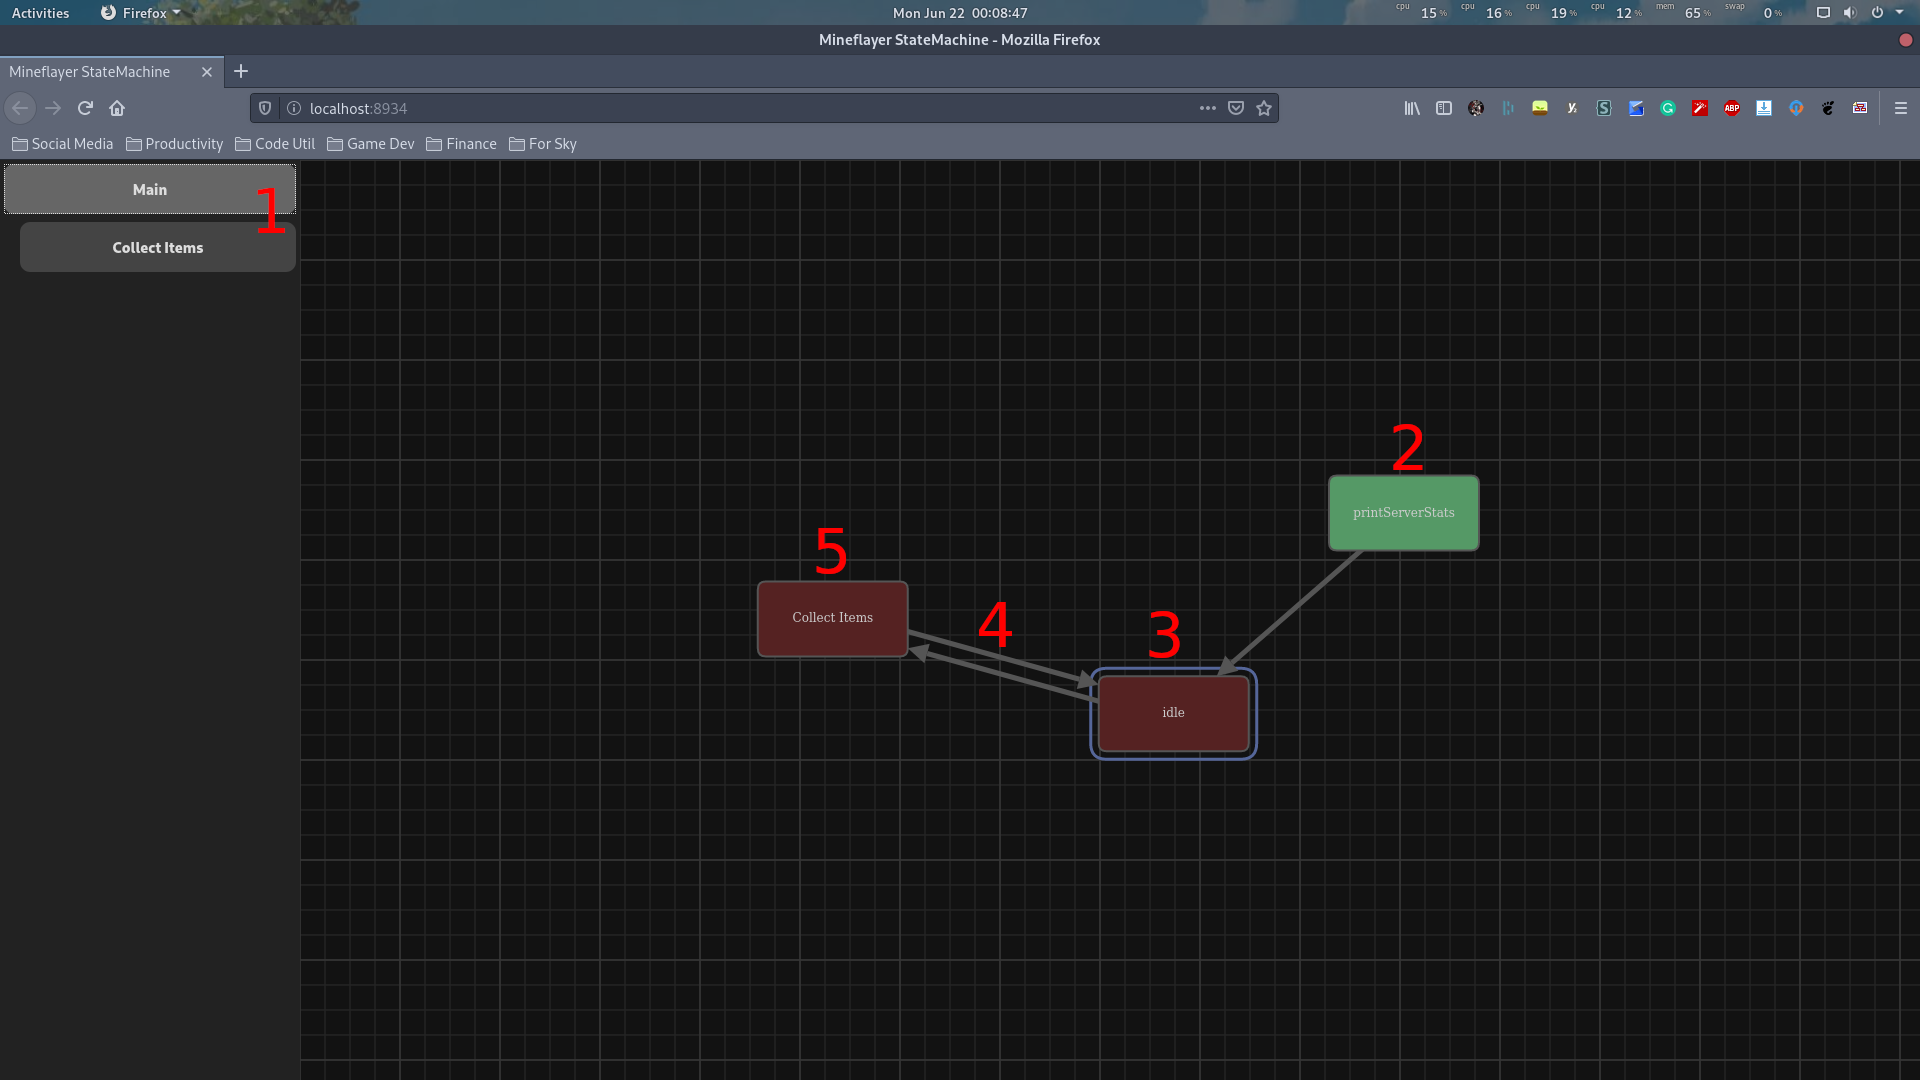 Activities Firefox Mon Jun 22 00:08:47 cpu 15 % cpu 16 % cpu 19 % cpu 12 % mem 65 % swap 0 %
Mineflayer StateMachine - Mozilla Firefox
Mineflayer StateMachine
localhost:8934
Social Media Productivity Code Util Game Dev Finance For Sky
Main
1
Collect Items
2
printServerStats
5
Collect Items
4
3
idle